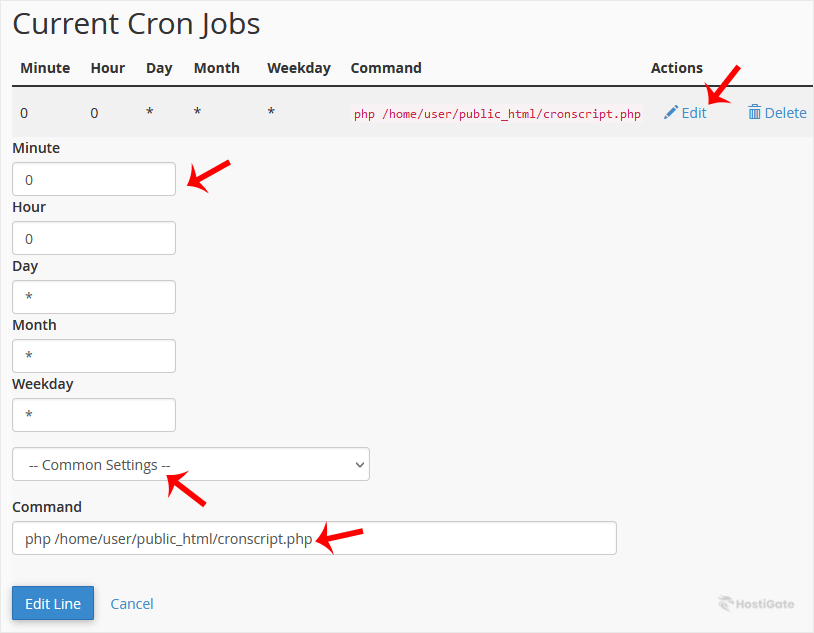 Current Cron Jobs
Minute Hour Day Month Weekday Command Actions
0 0 * * * php /home/user/public_html/cronscript.php Edit Delete
Minute
0
Hour
0
Day
*
Month
*
Weekday
*
-- Common Settings --
Command
php /home/user/public_html/cronscript.php
Edit Line Cancel
HostiGate